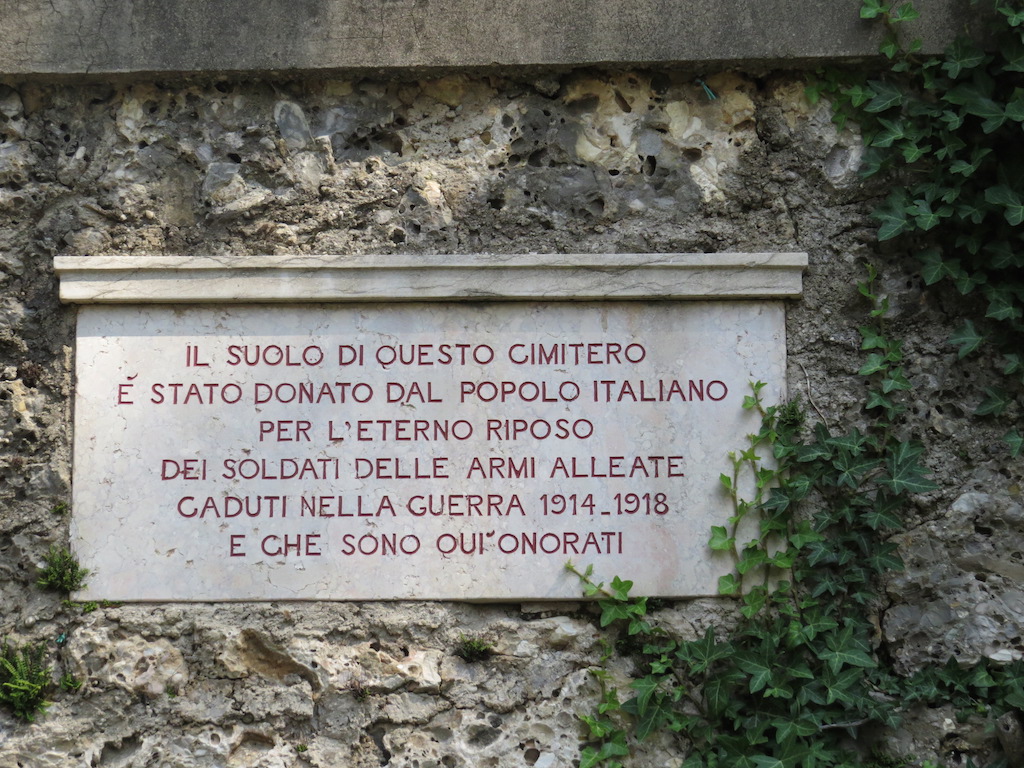 IL SUOLO DI QUESTO CIMITERO
É STATO DONATO DAL POPOLO ITALIANO
PER L'ETERNO RIPOSO
DEI SOLDATI DELLE ARMI ALLEATE
CADUTI NELLA GUERRA 1914-1918
E CHE SONO QUI ONORATI